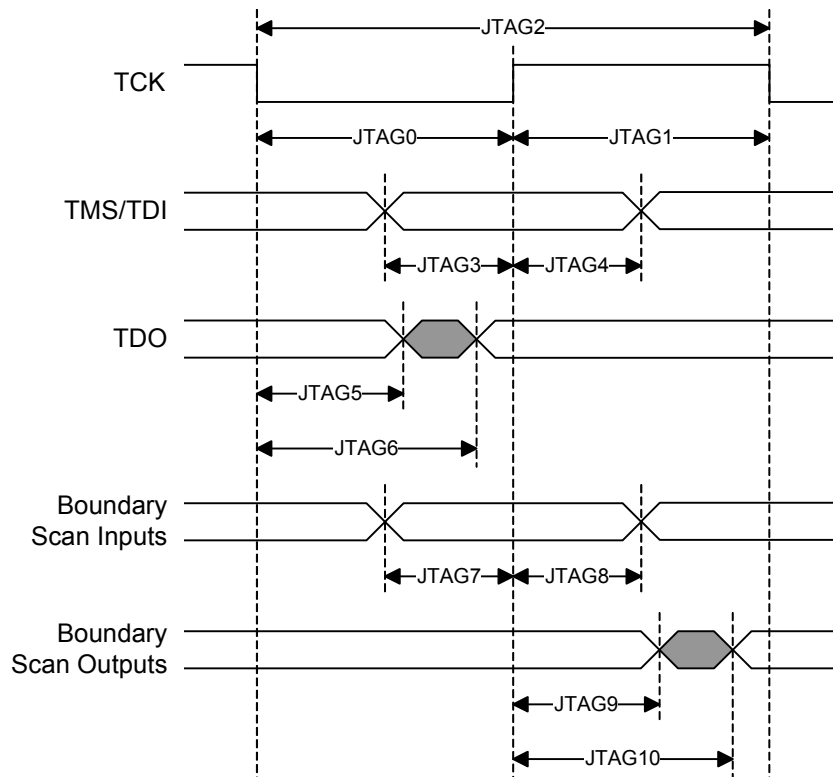 JTAG2
TCK
JTAG0
JTAG1
TMS/TDI
JTAG3
JTAG4
TDO
JTAG5
JTAG6
Boundary
Scan Inputs
JTAG7
JTAG8
Boundary
Scan Outputs
JTAG9
JTAG10